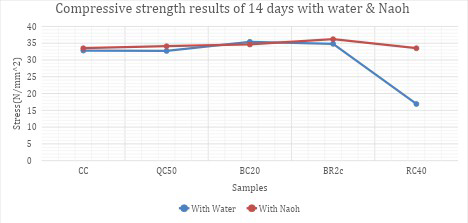 Compressive strength results of 14 days with water & Naoh
40
35
30
25
20
15
10
5
0
Stress(N/mm^2)
CC QC50 BC20 BR2c RC40
Samples
With Water With Naoh